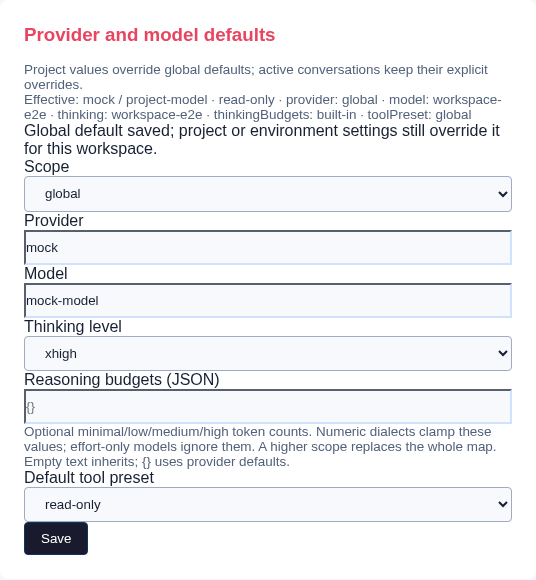 Provider and model defaults
Project values override global defaults; active conversations keep their explicit
overrides.
Effective: mock / project-model · read-only · provider: global · model: workspace-
e2e · thinking: workspace-e2e · thinkingBudgets: built-in · toolPreset: global
Global default saved; project or environment settings still override it
for this workspace.
Scope
global
Provider
mock
Model
mock-model
Thinking level
xhigh
Reasoning budgets (JSON)
{}
Optional minimal/low/medium/high token counts. Numeric dialects clamp these
values; effort-only models ignore them. A higher scope replaces the whole map.
Empty text inherits; {} uses provider defaults.
Default tool preset
read-only
Save